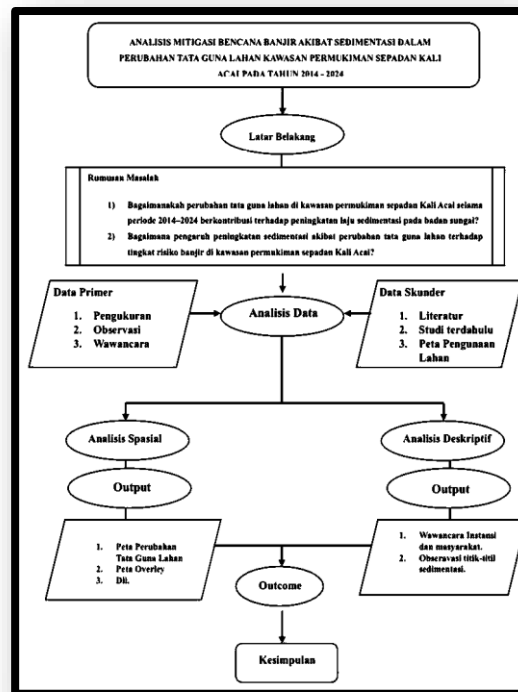 ANALISIS MITIGASI BENCANA BANJIR AKIBAT SEDIMENTASI DALAM
PERUBAHAN TATA GUNA LAHAN KAWASAN PERMUKIMAN SEPADAN KALI
ACAI PADA TAHUN 2014 - 2024
Latar Belakang
Rumusan Masalah
1) Bagaimanakah perubahan tata guna lahan di kawasan permukiman sepadan Kali Acai selama
periode 2014–2024 berkontribusi terhadap peningkatan laju sedimentasi pada badan sungai?
2) Bagaimana pengaruh peningkatan sedimentasi akibat perubahan tata guna lahan terhadap
tingkat risiko banjir di kawasan permukiman sepadan Kali Acai?
Data Primer
1. Pengukuran
2. Observasi
3. Wawancara
Analisis Data
Data Skunder
1. Literatur
2. Studi terdahulu
3. Peta Pengunaan
Lahan
Analisis Spasial
Analisis Deskriptif
Output
Output
1. Peta Perubahan
Tata Guna Lahan
2. Peta Overley
3. Dll.
1. Wawancara Instansi
dan masyarakat.
2. Obseravasi titik-titil
sedimentasi.
Outcome
Kesimpulan